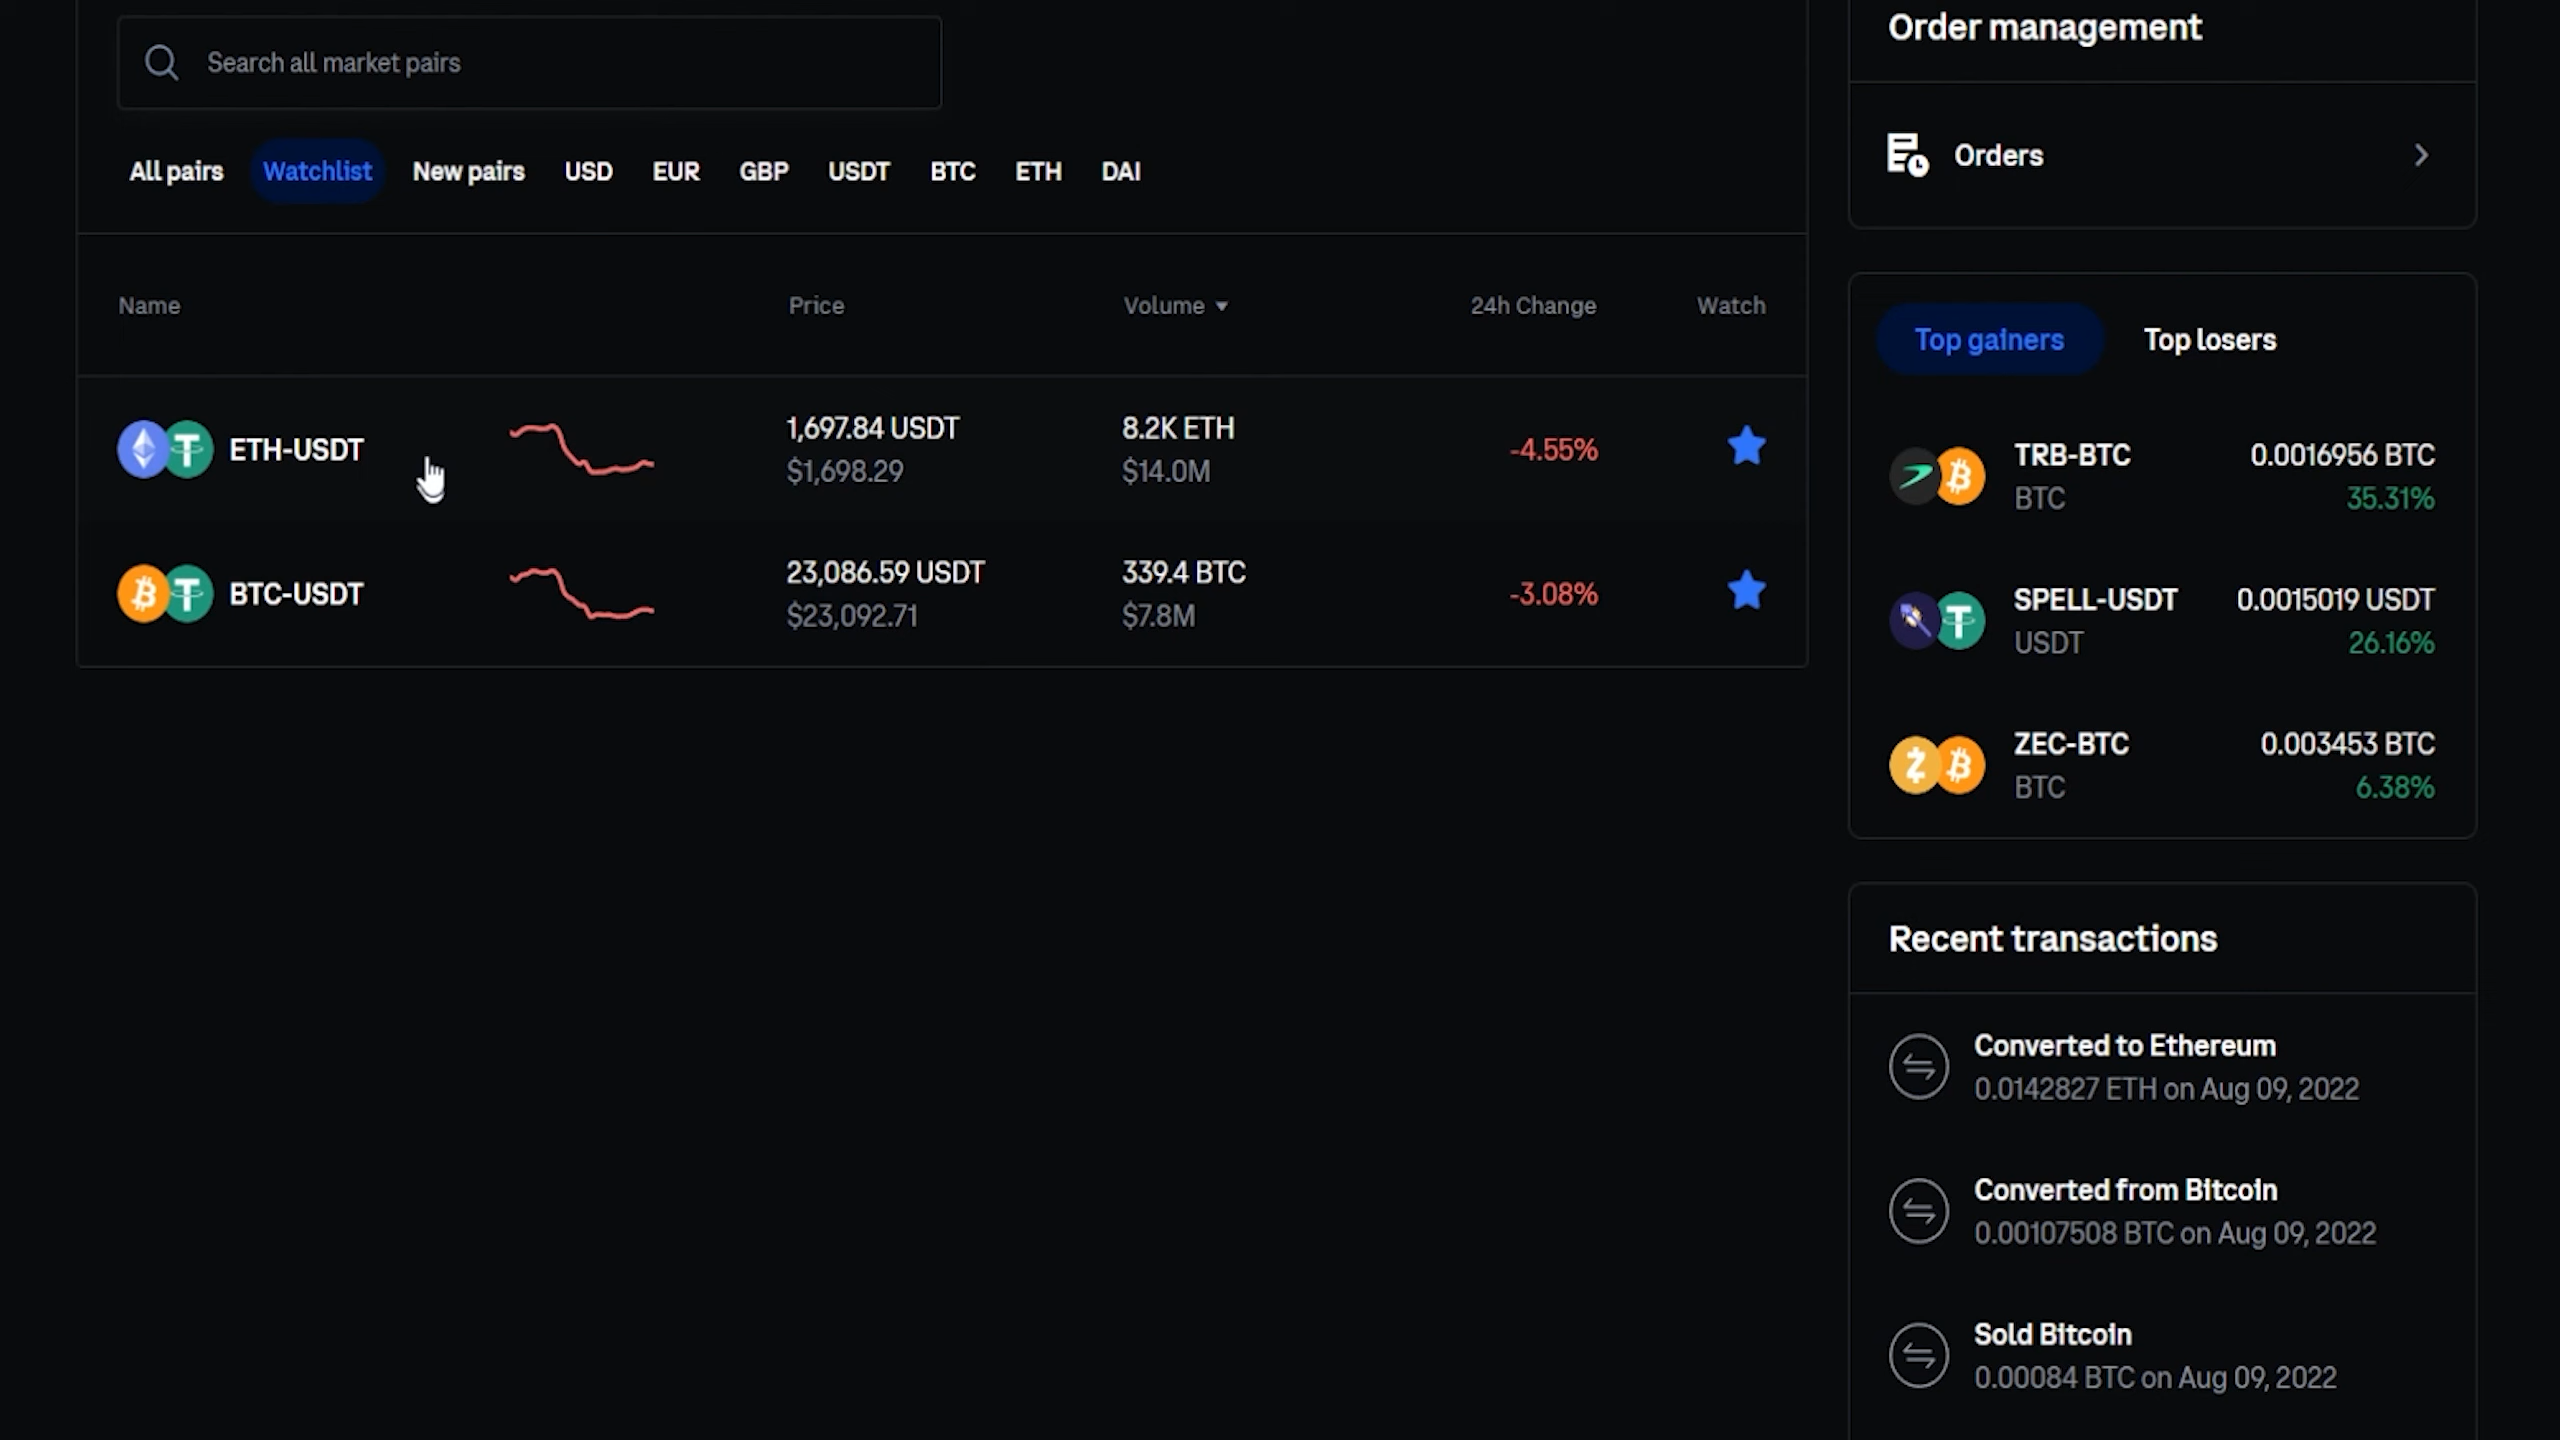 Search all market pairs
All pairs Watchlist New pairs USD EUR GBP USDT BTC ETH DAI
Name Price Volume 24h Change Watch
ETH-USDT 1,697.84 USDT 8.2K ETH -4.55%
$1,698.29 $14.0M
BTC-USDT 23,086.59 USDT 339.4 BTC -3.08%
$23,092.71 $7.8M
Order management
Orders
Top gainers Top losers
TRB-BTC 0.0016956 BTC
BTC 35.31%
SPELL-USDT 0.0015019 USDT
USDT 26.16%
ZEC-BTC 0.003453 BTC
BTC 6.38%
Recent transactions
Converted to Ethereum
0.0142827 ETH on Aug 09, 2022
Converted from Bitcoin
0.00107508 BTC on Aug 09, 2022
Sold Bitcoin
0.00084 BTC on Aug 09, 2022